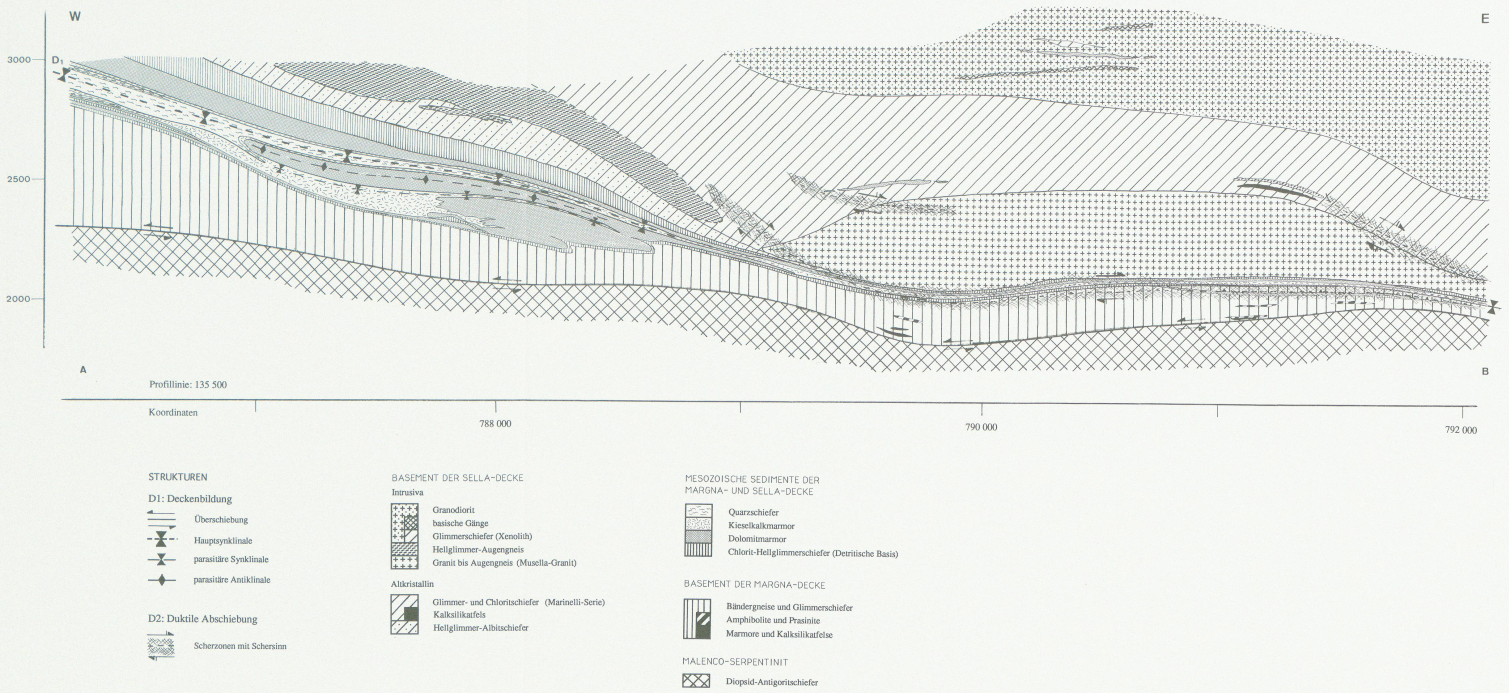 W
E
3000
D1
2500
2000
A
B
Profillinie: 135 500
Koordinaten
788 000
790 000
792 000
STRUKTUREN
D1: Deckenbildung
Überschiebung
Hauptsynklinale
parasitäre Synklinale
parasitäre Antiklinale
D2: Duktile Abschiebung
Scherzonen mit Schersinn
BASEMENT DER SELLA-DECKE
Intrusiva
Granodiorit
basische Gänge
Glimmerschiefer (Xenolith)
Hellglimmer-Augengneis
Granit bis Augengneis (Musella-Granit)
Altkristallin
Glimmer- und Chloritschiefer (Marinelli-Serie)
Kalksilikatfels
Hellglimmer-Albitschiefer
MESOZOISCHE SEDIMENTE DER
MARGNA- UND SELLA-DECKE
Quarzschiefer
Kieselkalkmarmor
Dolomitmarmor
Chlorit-Hellglimmerschiefer (Detritische Basis)
BASEMENT DER MARGNA-DECKE
Bändergneise und Glimmerschiefer
Amphibolite und Prasinite
Marmore und Kalksilikatfelse
MALENCO-SERPENTINIT
Diopsid-Antigoritschiefer